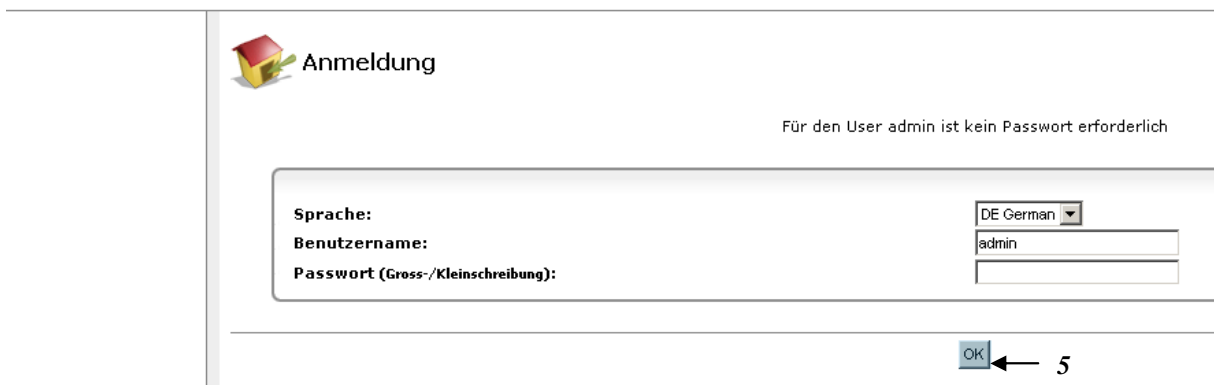 Anmeldung
Für den User admin ist kein Passwort erforderlich
Sprache: DE German
Benutzername: admin
Passwort (Gross-/Kleinschreibung):
OK 5